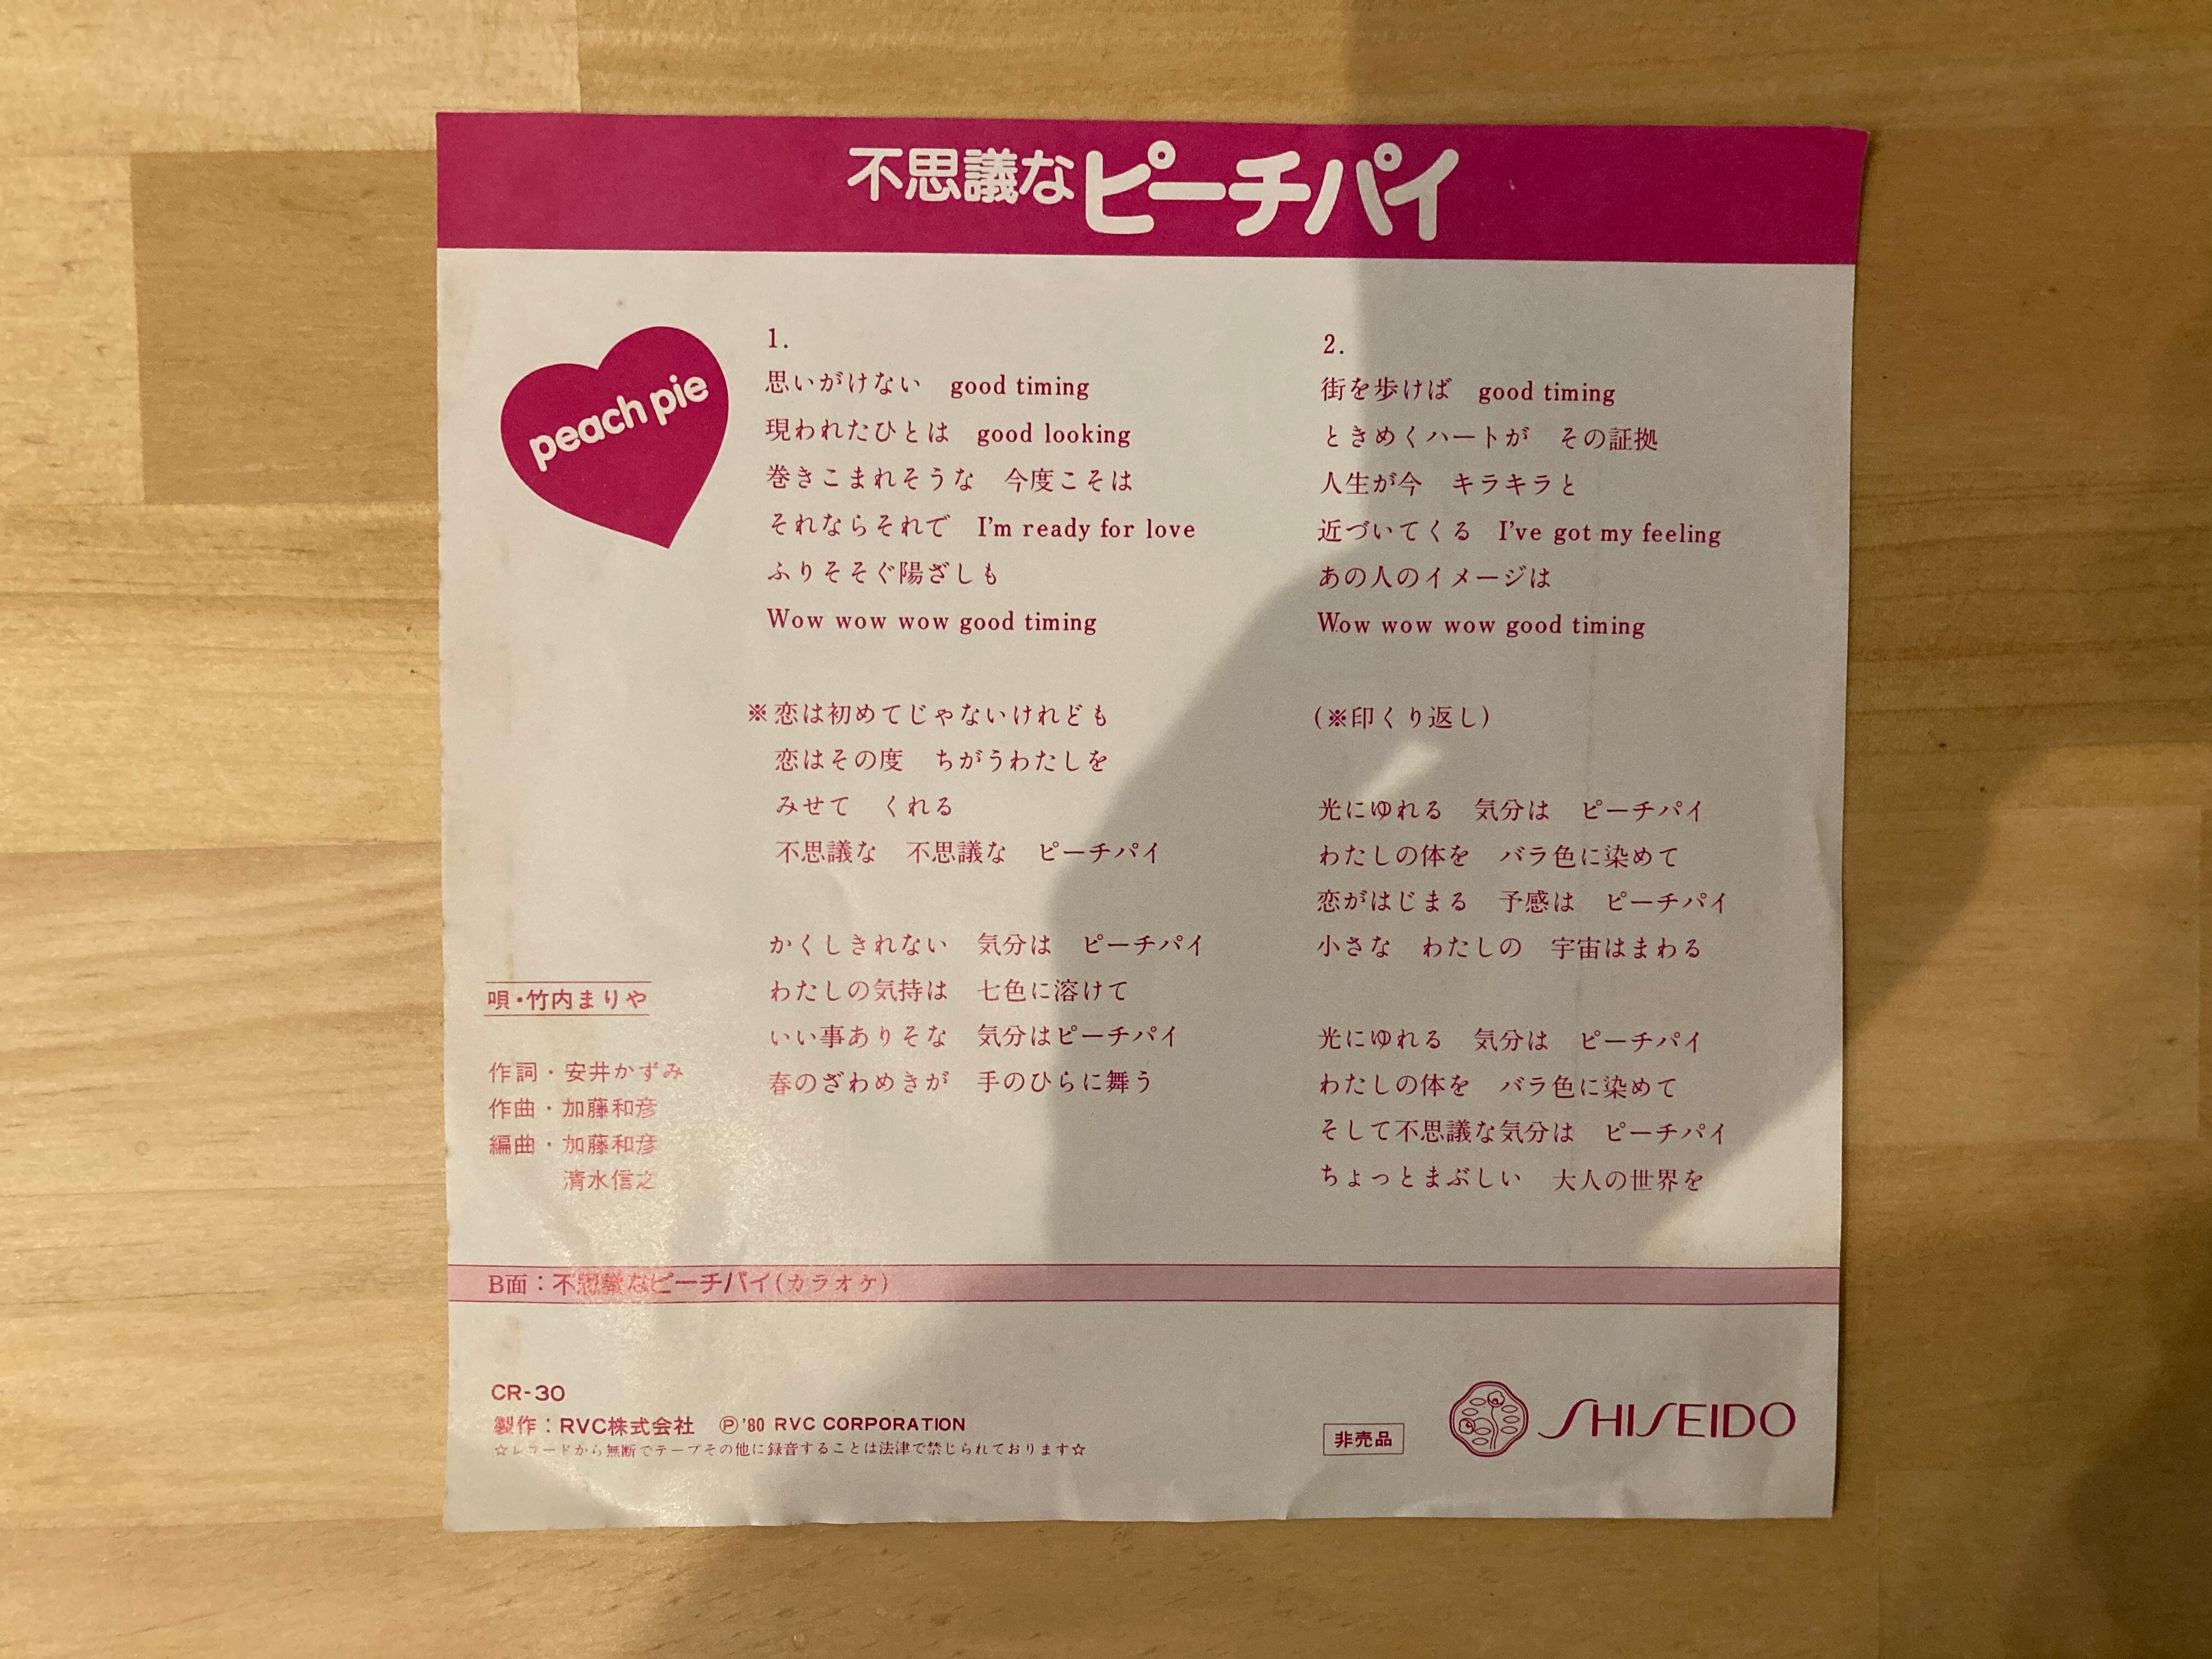 不思議なピーチパイ
peach pie
1.
思いがけない　good timing
現われたひとは　good looking
巻きこまれそうな　今度こそは
それならそれで　I'm ready for love
ふりそそぐ陽ざしも
Wow wow wow good timing
※恋は初めてじゃないけれども
恋はその度　ちがうわたしを
みせて　くれる
不思議な　不思議な　ピーチパイ
かくしきれない　気分は　ピーチパイ
わたしの気持は　七色に溶けて
いい事ありそな　気分はピーチパイ
春のざわめきが　手のひらに舞う
2.
街を歩けば　good timing
ときめくハートが　その証拠
人生が今　キラキラと
近づいてくる　I've got my feeling
あの人のイメージは
Wow wow wow good timing
(※印くり返し)
光にゆれる　気分は　ピーチパイ
わたしの体を　バラ色に染めて
恋がはじまる　予感は　ピーチパイ
小さな　わたしの　宇宙はまわる
光にゆれる　気分は　ピーチパイ
わたしの体を　バラ色に染めて
そして不思議な気分は　ピーチパイ
ちょっとまぶしい　大人の世界を
唄・竹内まりや
作詞・安井かずみ
作曲・加藤和彦
編曲・加藤和彦
清水信之
B面：不思議なピーチパイ(カラオケ)
CR-30
製作：RVC株式会社　Ⓟ'80 RVC CORPORATION
☆レコードから無断でテープその他に録音することは法律で禁じられております☆
非売品
SHISEIDO